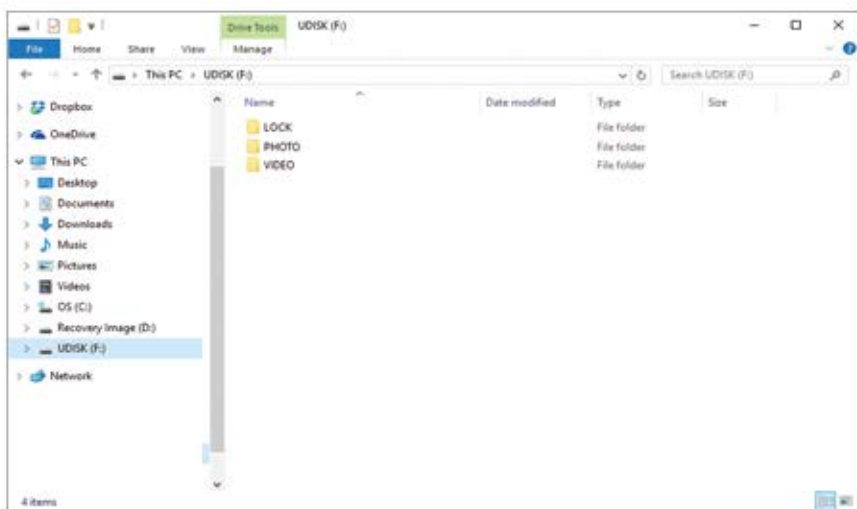 Drive Tools UDISK (F:)
File Home Share View Manage
This PC › UDISK (F:) Search UDISK (F:)
Name Date modified Type Size
Dropbox
OneDrive
This PC
Desktop
Documents
Downloads
Music
Pictures
Videos
OS (C:)
Recovery Image (D:)
UDISK (F:)
Network
LOCK File folder
PHOTO File folder
VIDEO File folder
4 items